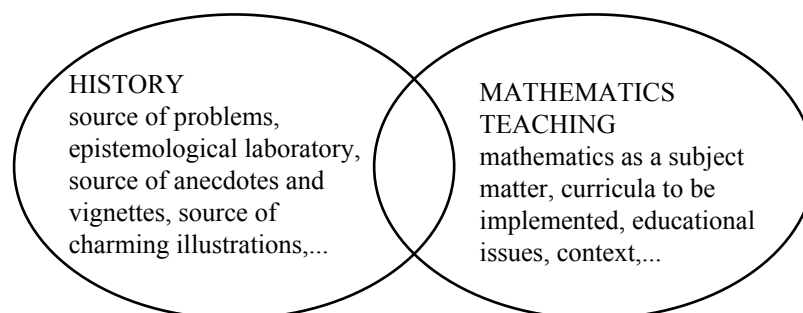 HISTORY
source of problems,
epistemological laboratory,
source of anecdotes and
vignettes, source of
charming illustrations,...
MATHEMATICS
TEACHING
mathematics as a subject
matter, curricula to be
implemented, educational
issues, context,...